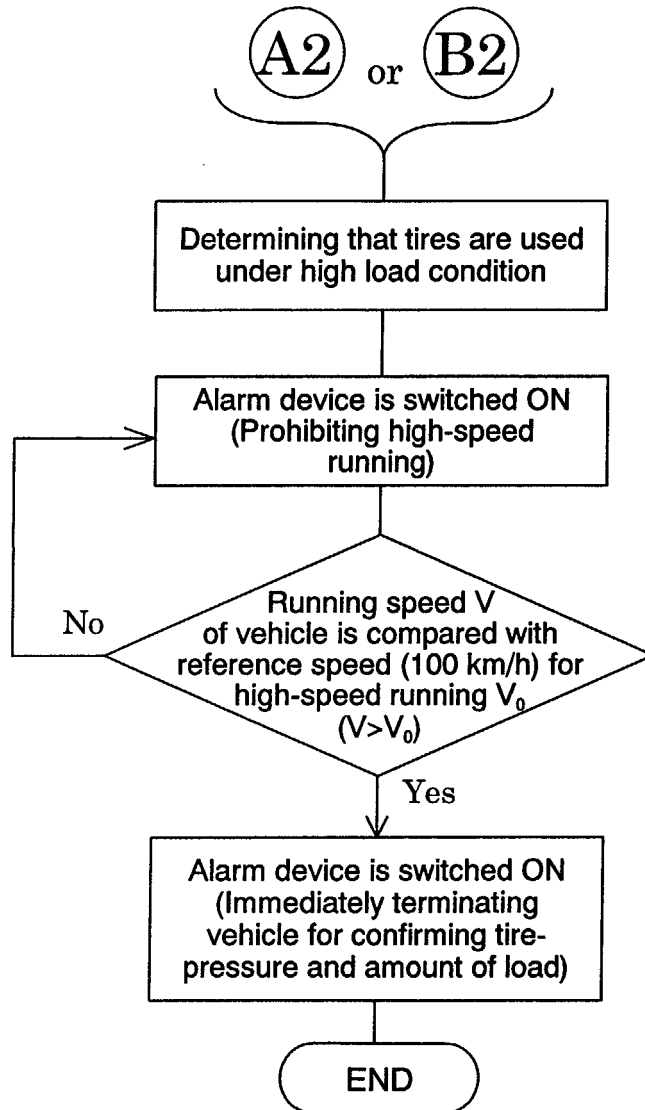 A2 or B2
Determining that tires are used
under high load condition
Alarm device is switched ON
(Prohibiting high-speed
running)
Running speed V
of vehicle is compared with
reference speed (100 km/h) for
high-speed running V₀
(V>V₀)
No
Yes
Alarm device is switched ON
(Immediately terminating
vehicle for confirming tire-
pressure and amount of load)
END